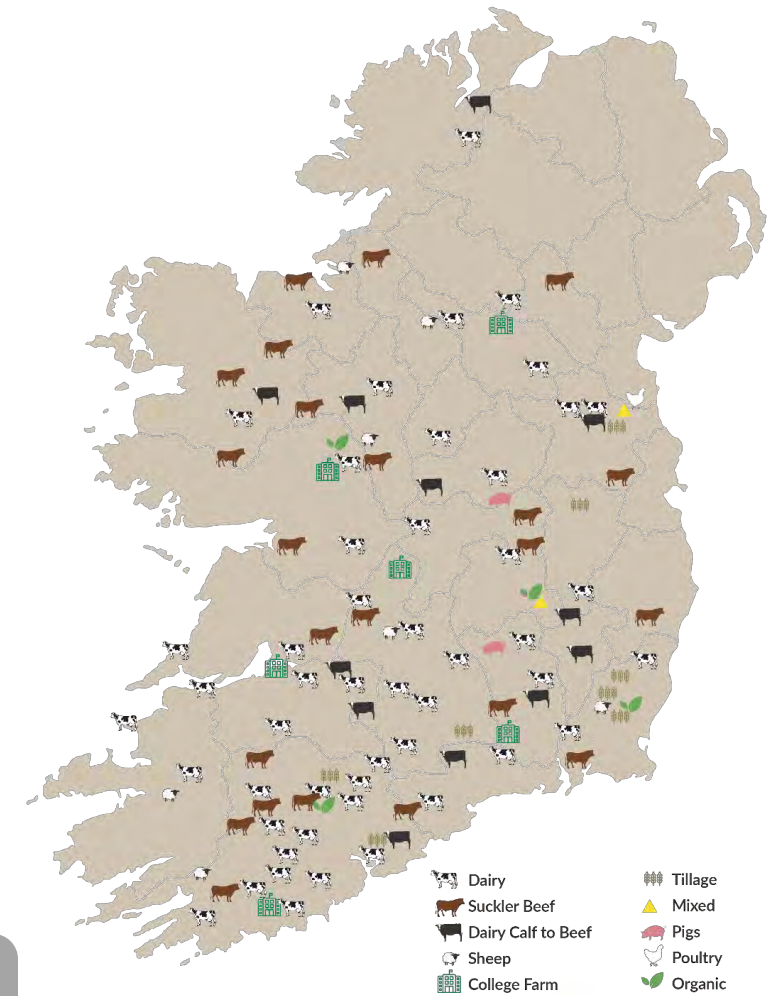 Dairy
Suckler Beef
Dairy Calf to Beef
Sheep
College Farm
Tillage
Mixed
Pigs
Poultry
Organic